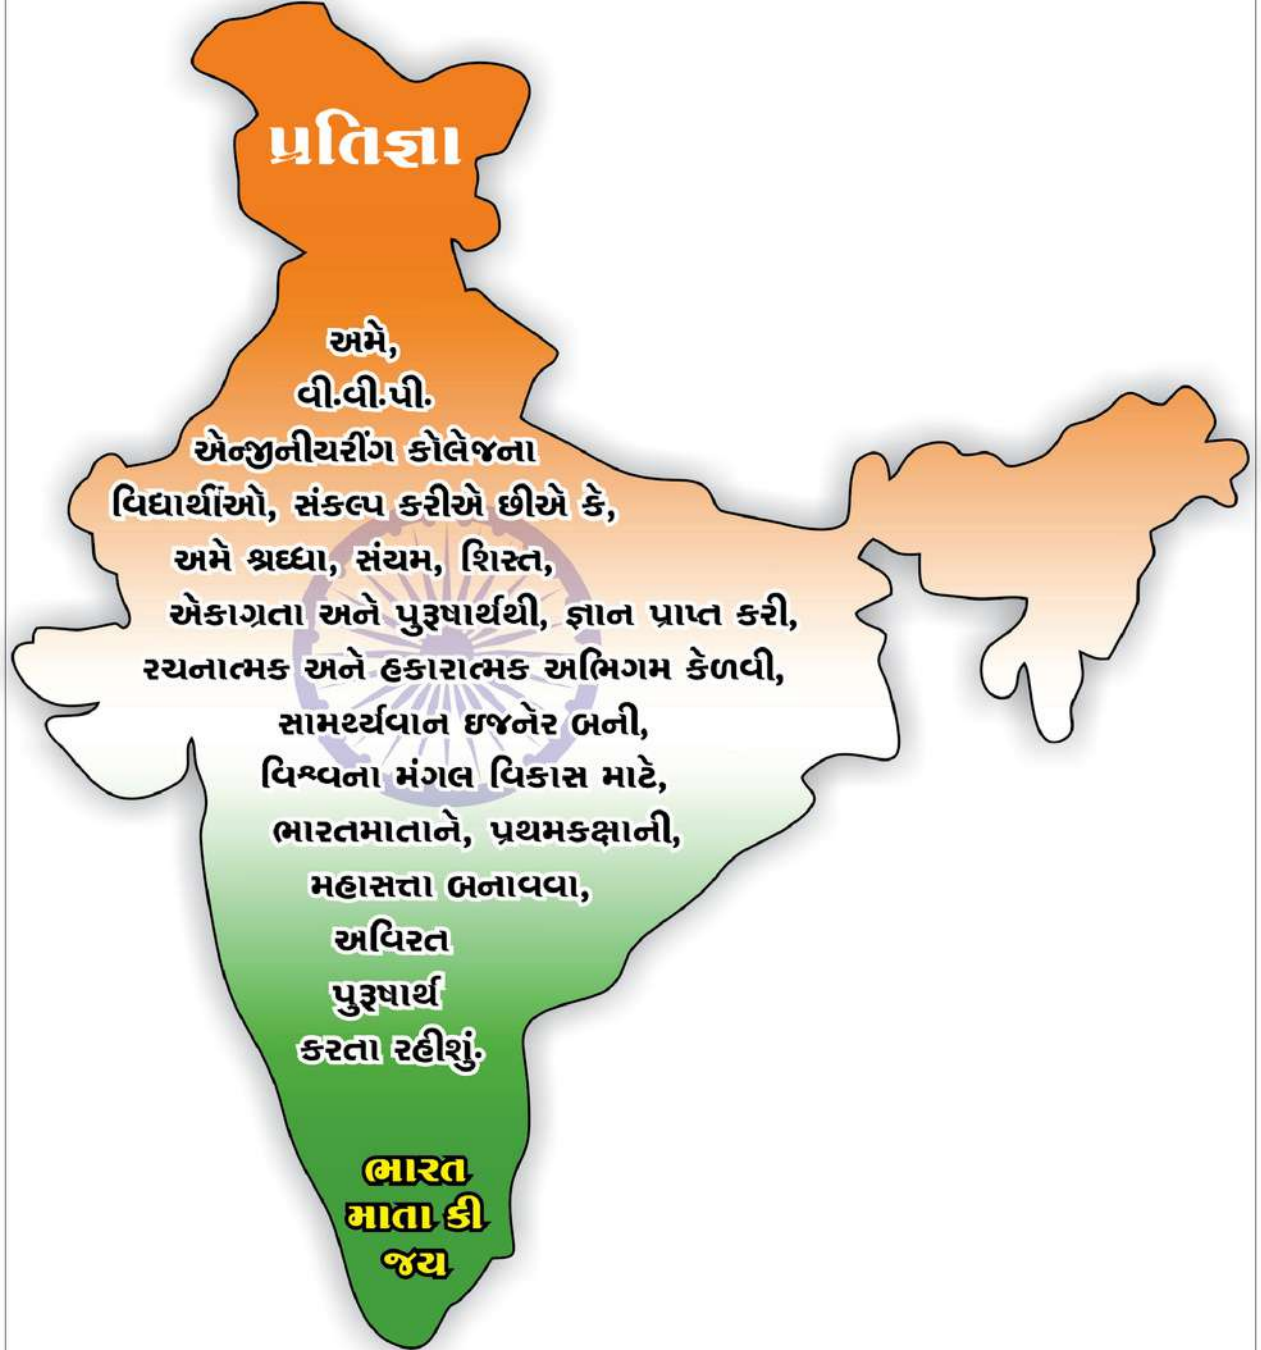 પ્રતિજ્ઞા
અમે,
વી.વી.પી.
એન્જીનીયરીંગ કોલેજના
વિદ્યાર્થીઓ, સંકલ્પ કરીએ છીએ કે,
અમે શ્રદ્ધા, સંયમ, શિસ્ત,
એકાગ્રતા અને પુરૂષાર્થથી, જ્ઞાન પ્રાપ્ત કરી,
રચનાત્મક અને હકારાત્મક અભિગમ કેળવી,
સામર્થ્યવાન ઇજનેર બની,
વિશ્વના મંગલ વિકાસ માટે,
ભારતમાતાને, પ્રથમકક્ષાની,
મહાસત્તા બનાવવા,
અવિરત
પુરૂષાર્થ
કરતા રહીશું.
ભારત
માતા કી
જય